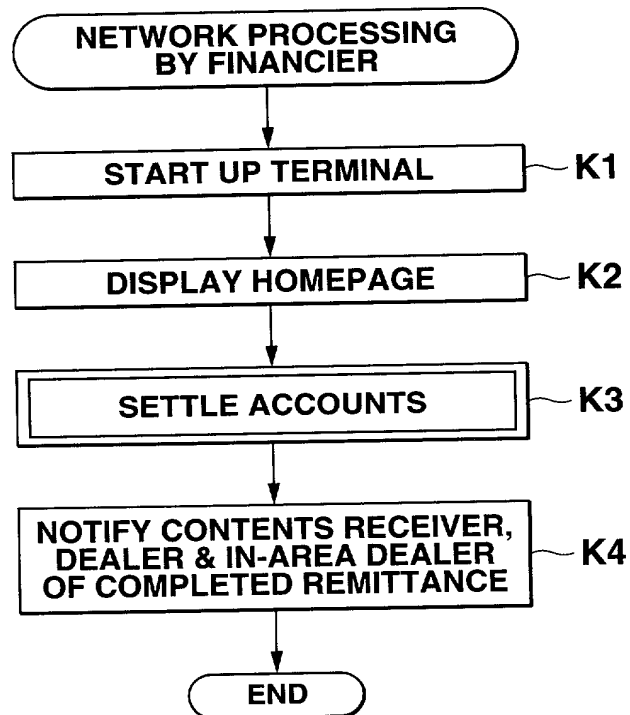 NETWORK PROCESSING
BY FINANCIER
START UP TERMINAL
K1
DISPLAY HOMEPAGE
K2
SETTLE ACCOUNTS
K3
NOTIFY CONTENTS RECEIVER,
DEALER & IN-AREA DEALER
OF COMPLETED REMITTANCE
K4
END